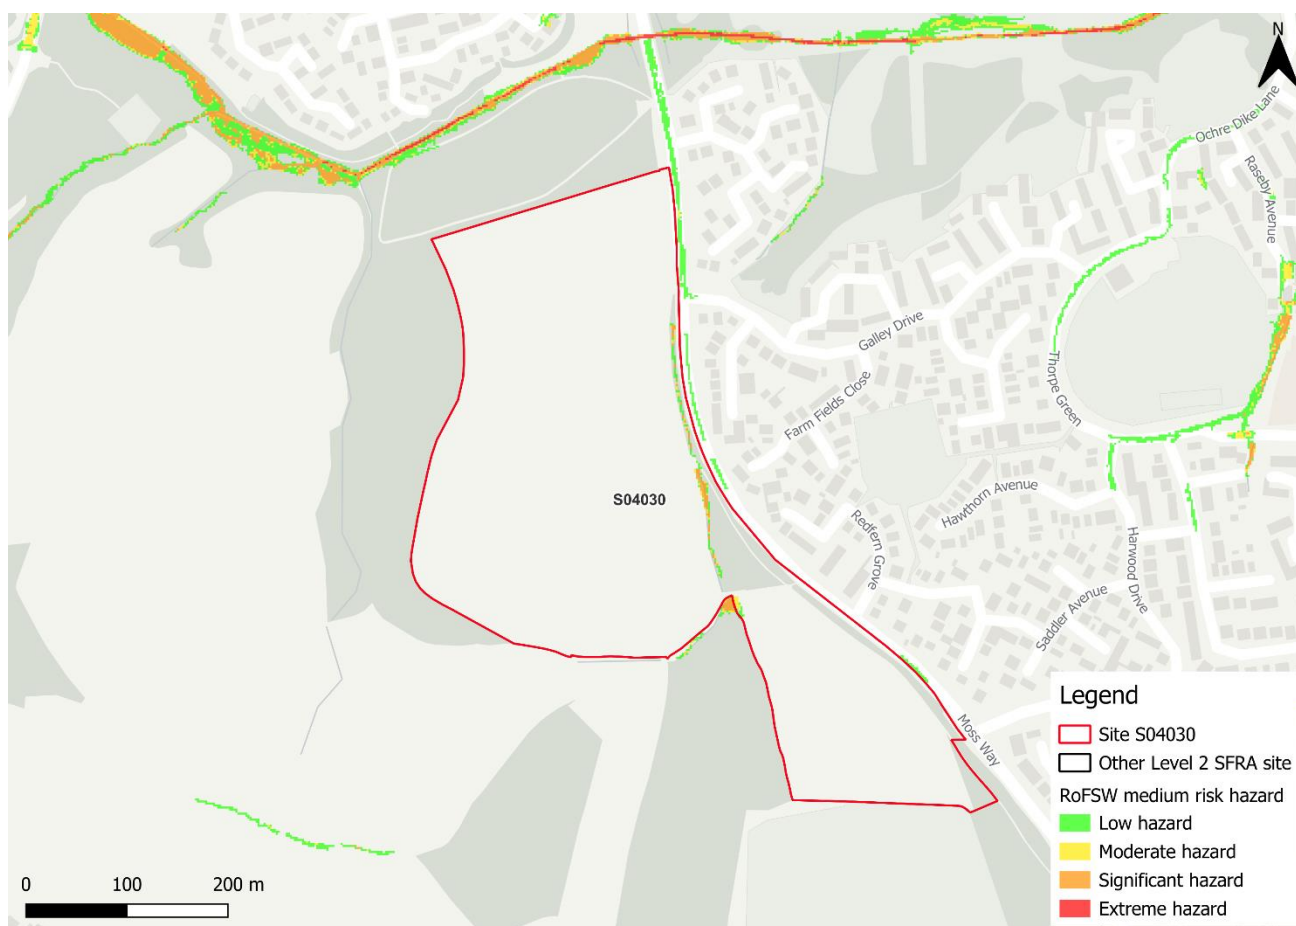 N
Ochre Dike Lane
Raseby Avenue
Galley Drive
Thorpe Green
Farm Fields Close
S04030
Hawthorn Avenue
Redfern Grove
Harwood Drive
Saddler Avenue
Moss Way
Legend
Site S04030
Other Level 2 SFRA site
RoFSW medium risk hazard
Low hazard
Moderate hazard
Significant hazard
Extreme hazard
0 100 200 m